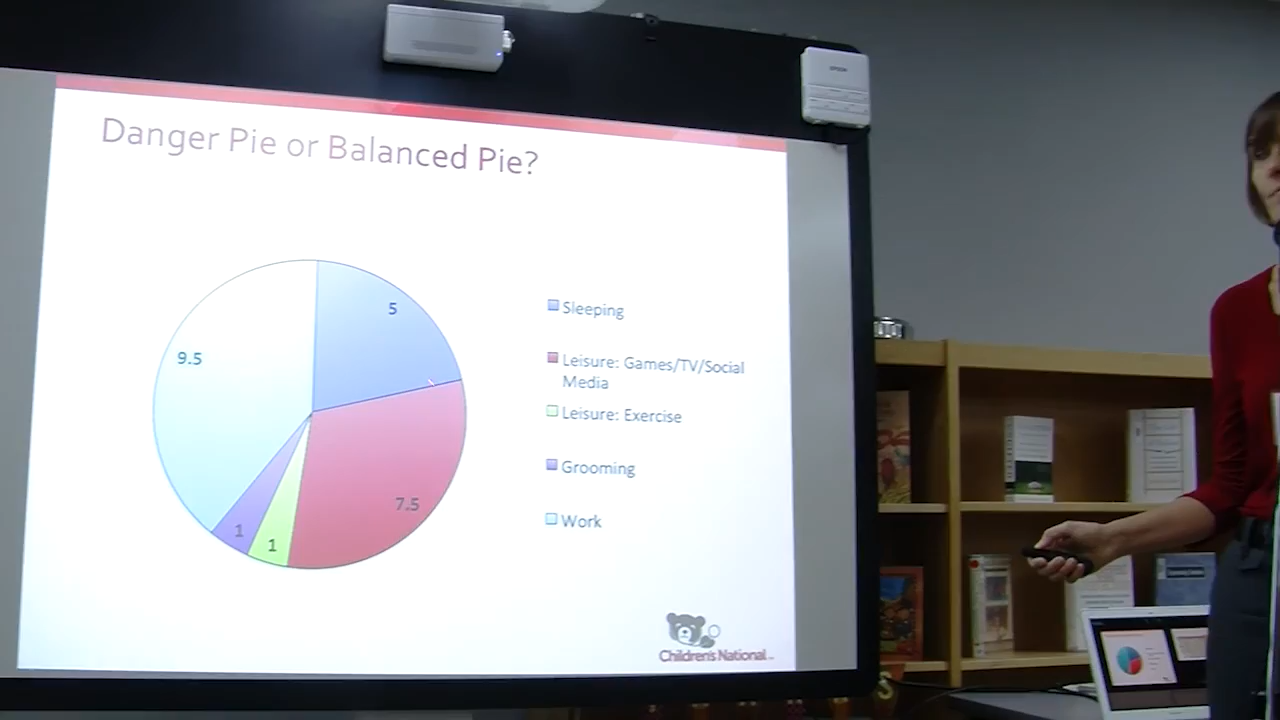 Danger Pie or Balanced Pie?
5
9.5
7.5
1
1
Sleeping
Leisure: Games/TV/Social
Media
Leisure: Exercise
Grooming
Work
Children's National
EPSON